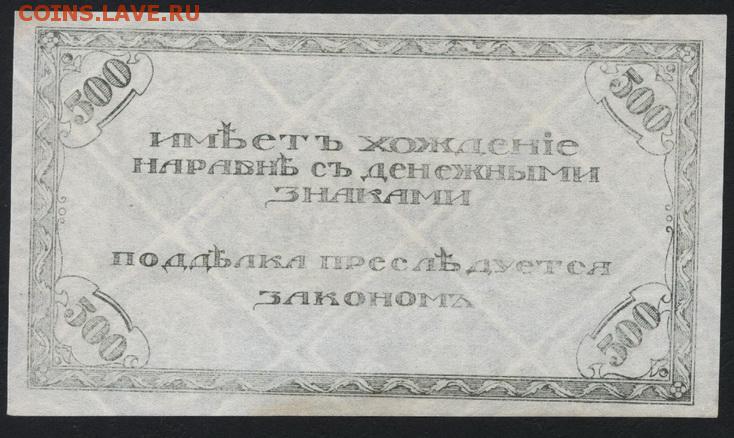 COINS.LAVE.RU
500 500
ИМѢЕТЪ ХОЖДЕНІЕ
НАРАВНѢ СЪ ДЕНЕЖНЫМИ
ЗНАКАМИ
ПОДДѢЛКА ПРЕСЛѢДУЕТСЯ
ЗАКОНОМЪ
500 500